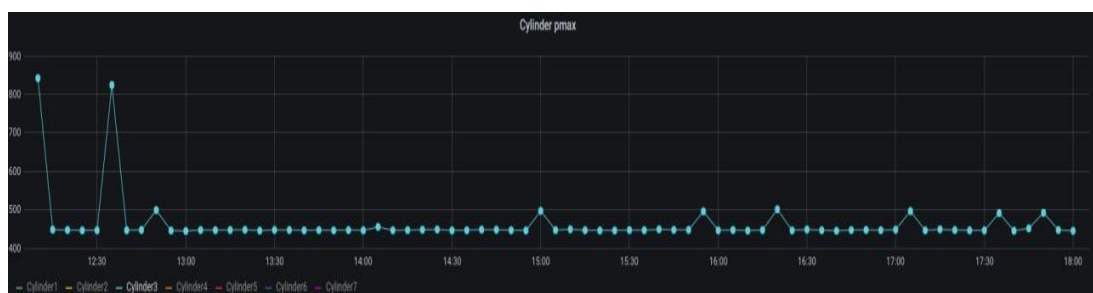 Cylinder pmax
900
800
700
600
500
400
12:30 13:00 13:30 14:00 14:30 15:00 15:30 16:00 16:30 17:00 17:30 18:00
Cylinder1 Cylinder2 Cylinder3 Cylinder4 Cylinder5 Cylinder6 Cylinder7